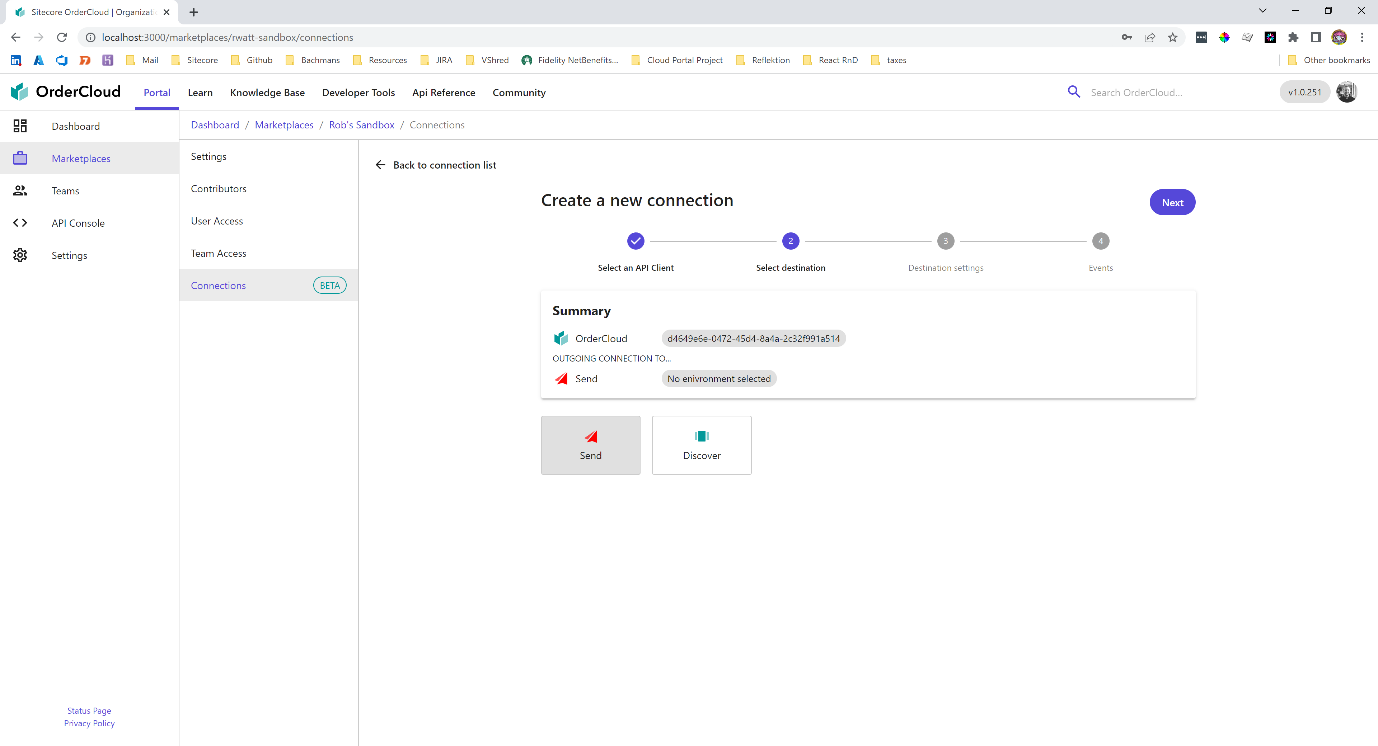 Sitecore OrderCloud | Organizati
localhost:3000/marketplaces/rwatt-sandbox/connections
Mail Sitecore Github Bachmans Resources JIRA VShred Fidelity NetBenefits... Cloud Portal Project Reflektion React RnD taxes Other bookmarks
OrderCloud Portal Learn Knowledge Base Developer Tools Api Reference Community Search OrderCloud... v1.0.251
Dashboard
Marketplaces
Teams
API Console
Settings
Status Page
Privacy Policy
Dashboard / Marketplaces / Rob's Sandbox / Connections
Settings
Contributors
User Access
Team Access
Connections BETA
Back to connection list
Create a new connection Next
2 3 4
Select an API Client Select destination Destination settings Events
Summary
OrderCloud d4649e6e-0472-45d4-8a4a-2c32f991a514
OUTGOING CONNECTION TO...
Send No enivronment selected
Send Discover